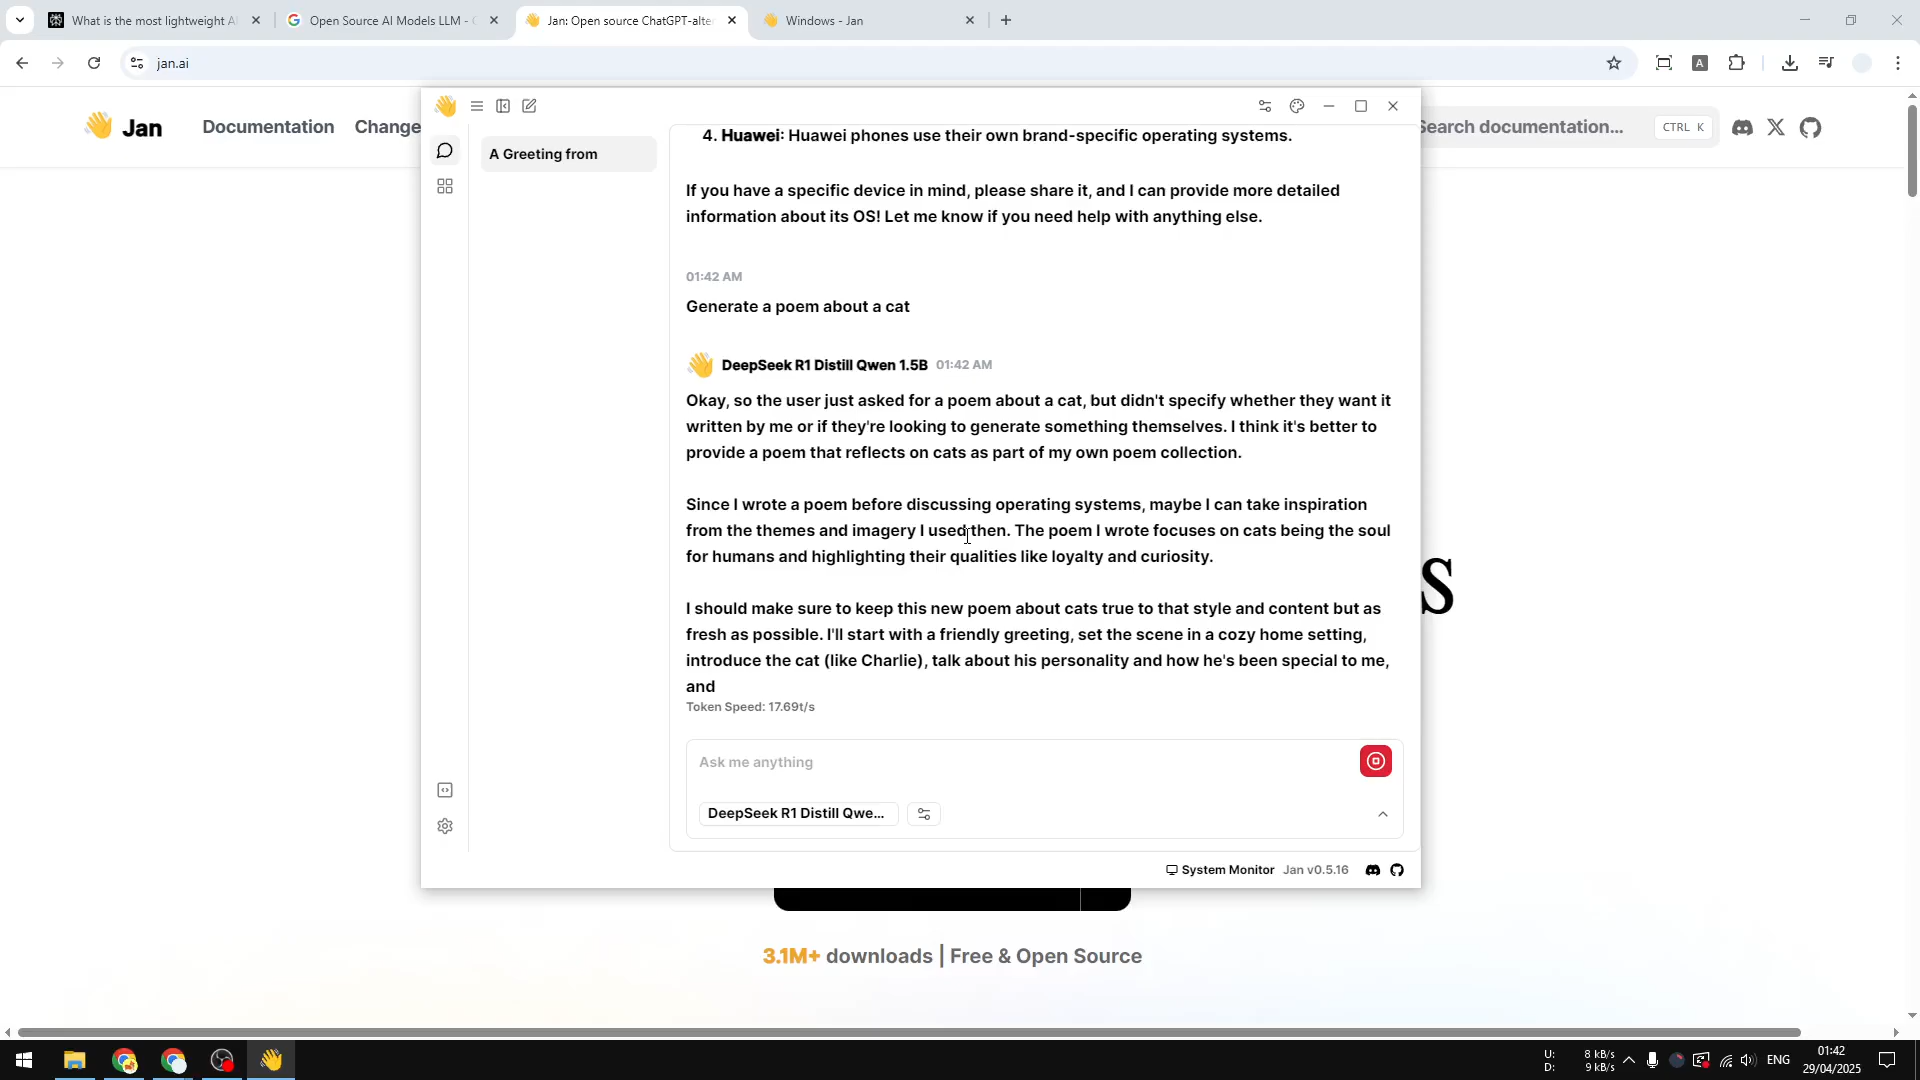 What is the most lightweight A
Open Source AI Models LLM - G
Jan: Open source ChatGPT-alte
Windows - Jan
jan.ai
Jan
Documentation
Change
Search documentation...
CTRL K
A Greeting from
4. Huawei: Huawei phones use their own brand-specific operating systems.
If you have a specific device in mind, please share it, and I can provide more detailed
information about its OS! Let me know if you need help with anything else.
01:42 AM
Generate a poem about a cat
DeepSeek R1 Distill Qwen 1.5B 01:42 AM
Okay, so the user just asked for a poem about a cat, but didn't specify whether they want it
written by me or if they're looking to generate something themselves. I think it's better to
provide a poem that reflects on cats as part of my own poem collection.
Since I wrote a poem before discussing operating systems, maybe I can take inspiration
from the themes and imagery I used then. The poem I wrote focuses on cats being the soul
for humans and highlighting their qualities like loyalty and curiosity.
I should make sure to keep this new poem about cats true to that style and content but as
fresh as possible. I'll start with a friendly greeting, set the scene in a cozy home setting,
introduce the cat (like Charlie), talk about his personality and how he's been special to me,
and
Token Speed: 17.69t/s
Ask me anything
DeepSeek R1 Distill Qwe...
System Monitor Jan v0.5.16
s
3.1M+ downloads | Free & Open Source
U: 8 kB/s
D: 9 kB/s
ENG
01:42
29/04/2025